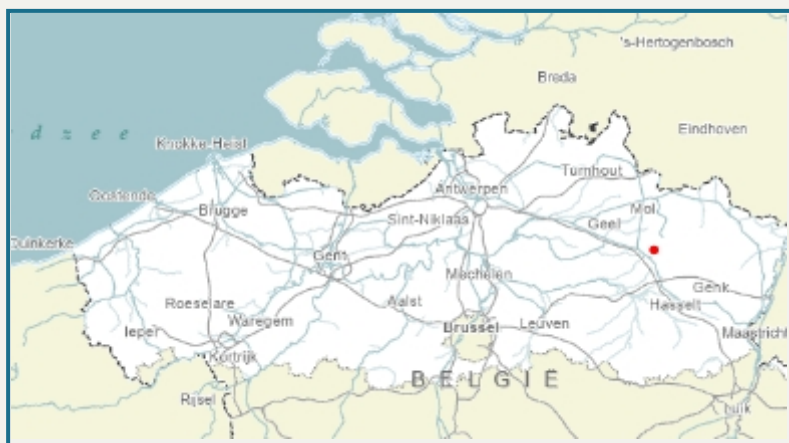 's-Hertogenbosch
Breda
d z e e
Eindhoven
Knokke-Heist
Turnhout
Antwerpen
Oostende
Mol
Brugge
Sint-Niklaas
Geel
Duinkerke
Gent
Mechelen
Genk
Roeselare
Aalst
Hasselt
Ieper
Waregem
Brussel
Leuven
Maastricht
Kortrijk
BELGIË
Rijsel
Luik